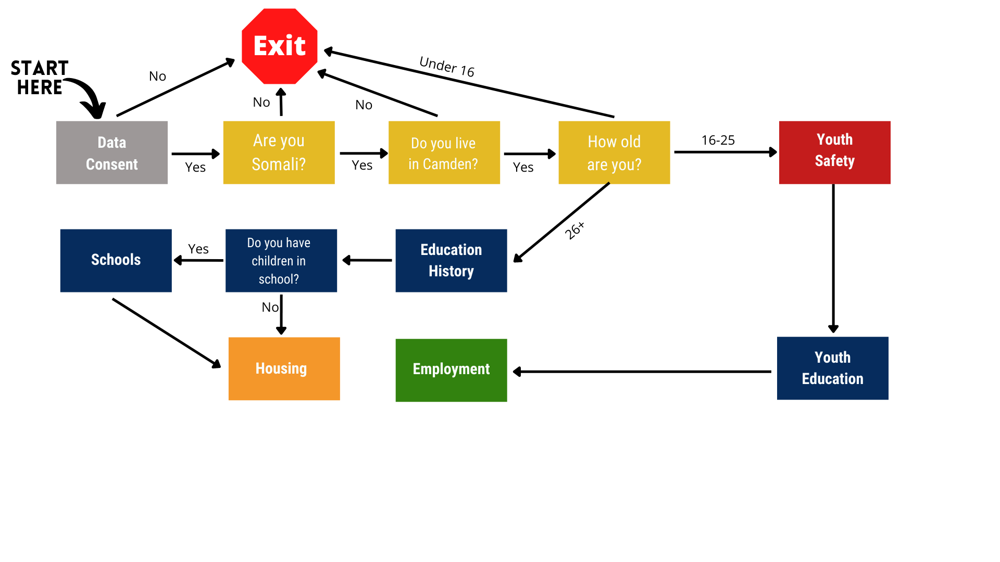 Exit
START
HERE
No
Under 16
No
No
Data
Consent
Yes
Are you
Somali?
Yes
Do you live
in Camden?
Yes
How old
are you?
16-25
Youth
Safety
26+
Schools
Yes
Do you have
children in
school?
Education
History
No
Housing
Employment
Youth
Education